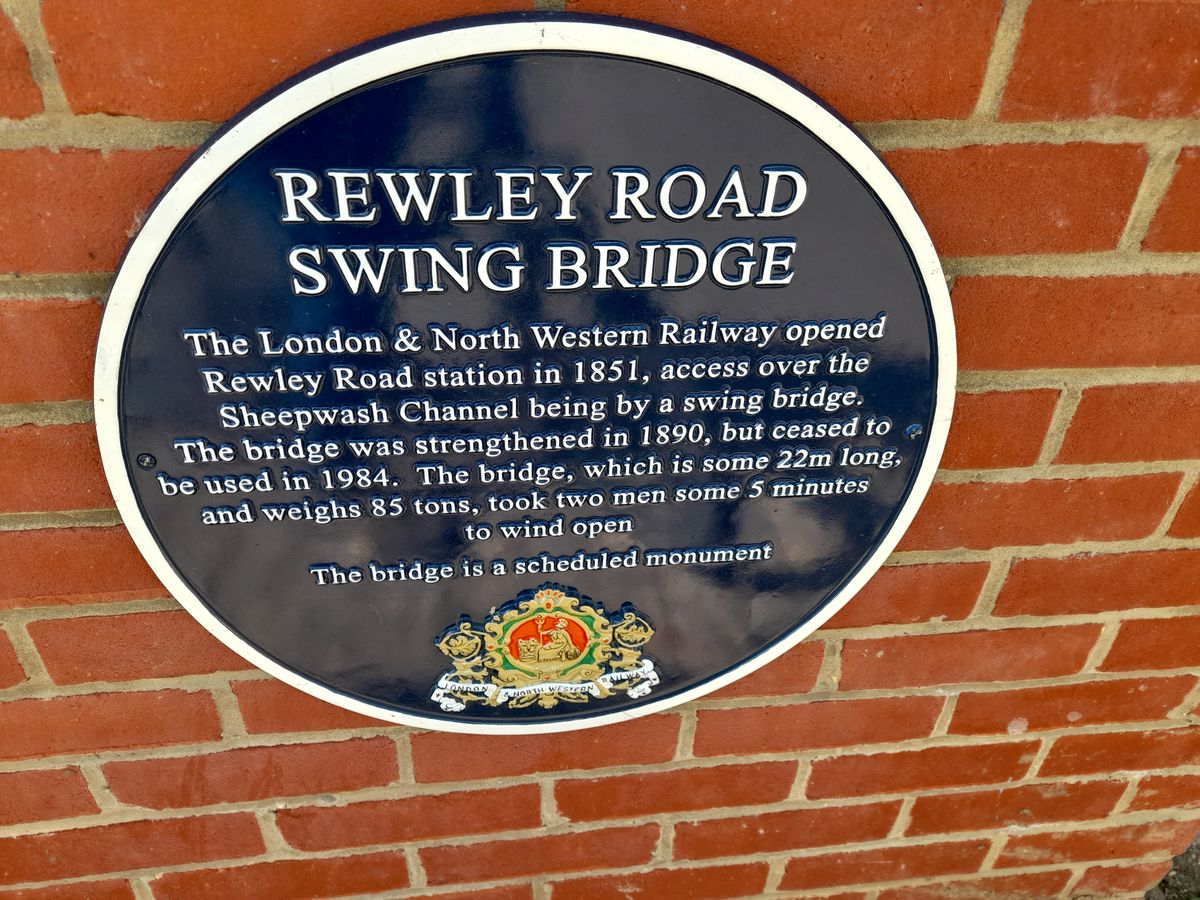 REWLEY ROAD
SWING BRIDGE
The London & North Western Railway opened
Rewley Road station in 1851, access over the
Sheepwash Channel being by a swing bridge.
The bridge was strengthened in 1890, but ceased to
be used in 1984. The bridge, which is some 22m long,
and weighs 85 tons, took two men some 5 minutes
to wind open
The bridge is a scheduled monument
LONDON & NORTH WESTERN RAILWAY